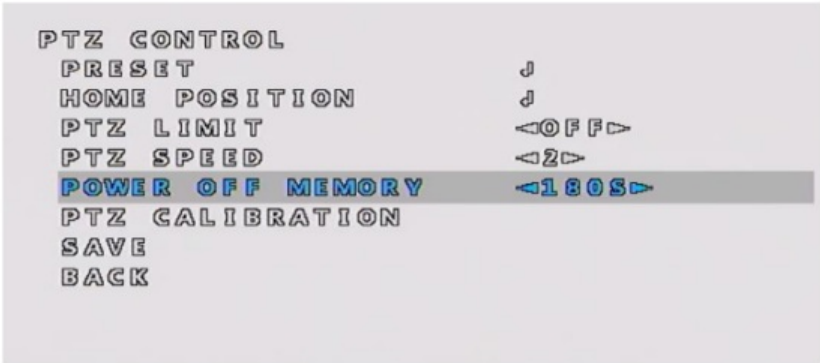 PTZ CONTROL
PRESET ↲
HOME POSITION ↲
PTZ LIMIT ◅OFF▻
PTZ SPEED ◅2▻
POWER OFF MEMORY ◅180S▻
PTZ CALIBRATION
SAVE
BACK